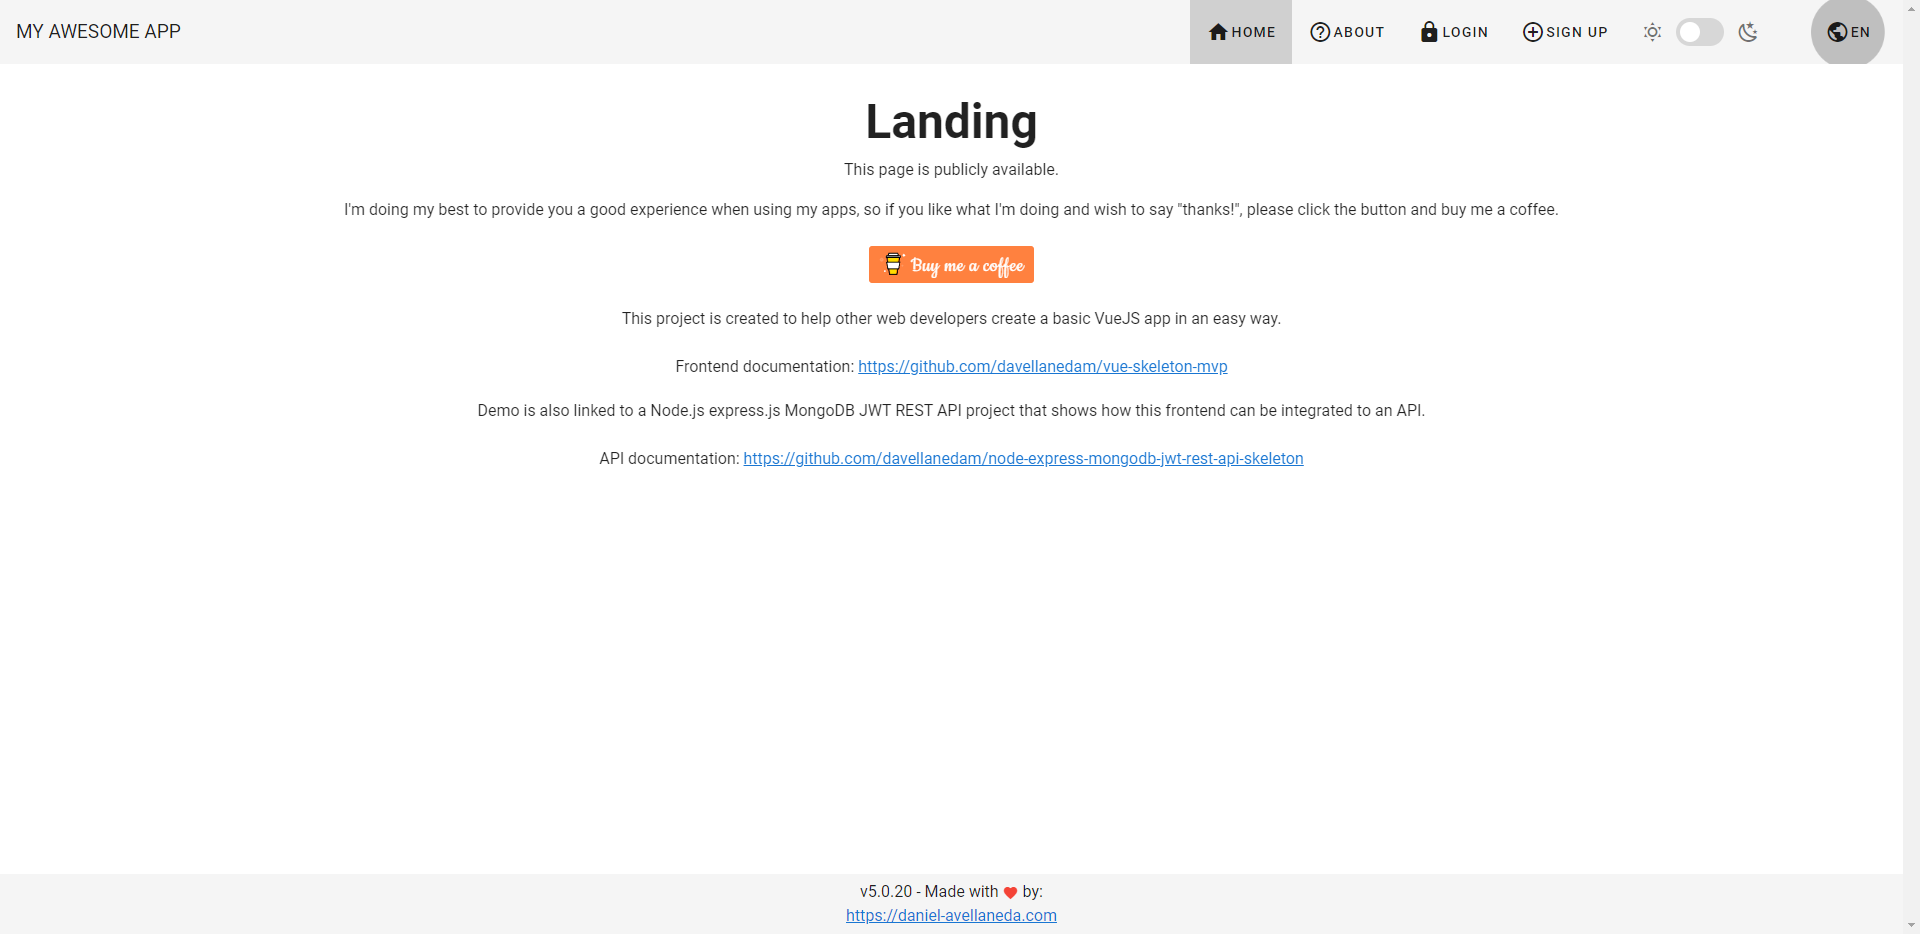 MY AWESOME APP
HOME
ABOUT
LOGIN
SIGN UP
EN
Landing
This page is publicly available.
I'm doing my best to provide you a good experience when using my apps, so if you like what I'm doing and wish to say "thanks!", please click the button and buy me a coffee.
Buy me a coffee
This project is created to help other web developers create a basic VueJS app in an easy way.
Frontend documentation: https://github.com/davellanedam/vue-skeleton-mvp
Demo is also linked to a Node.js express.js MongoDB JWT REST API project that shows how this frontend can be integrated to an API.
API documentation: https://github.com/davellanedam/node-express-mongodb-jwt-rest-api-skeleton
v5.0.20 - Made with ❤ by:
https://daniel-avellaneda.com